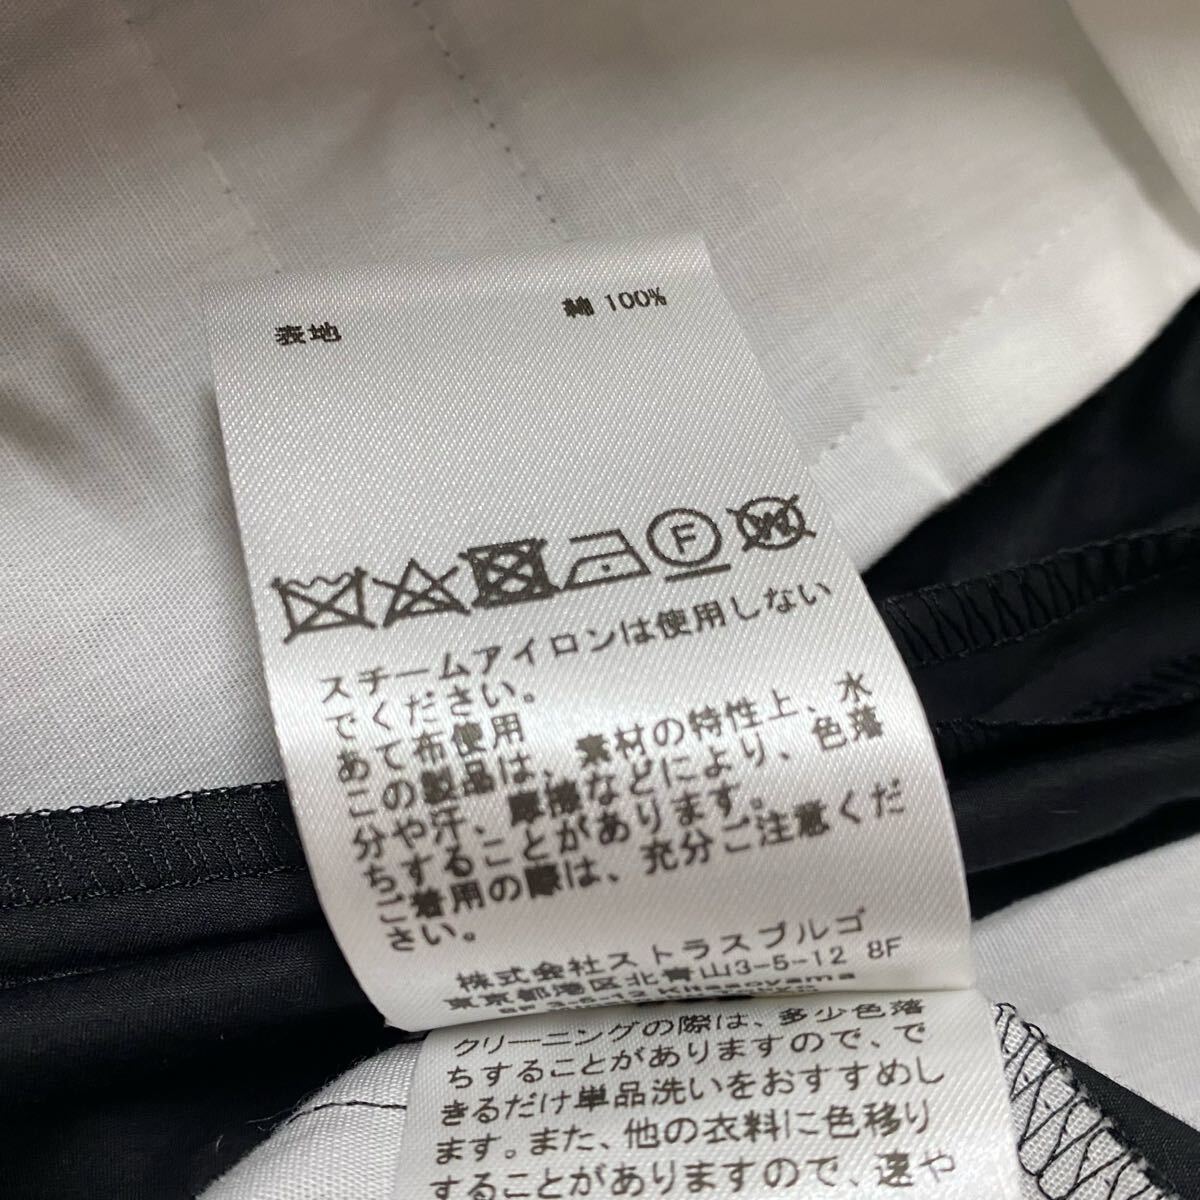 表地 綿 100%
F
W
スチームアイロンは使用しない
でください。
あて布使用
この製品は、素材の特性上、水
分や汗、摩擦などにより、色落
ちすることがあります。
ご着用の際は、充分ご注意くだ
さい。
株式会社ストラスブルゴ
東京都港区北青山3-5-12 8F
8F 3-5-12 Kitaaoyama
クリーニングの際は、多少色落
ちすることがありますので、で
きるだけ単品洗いをおすすめし
ます。また、他の衣料に色移り
することがありますので、速や